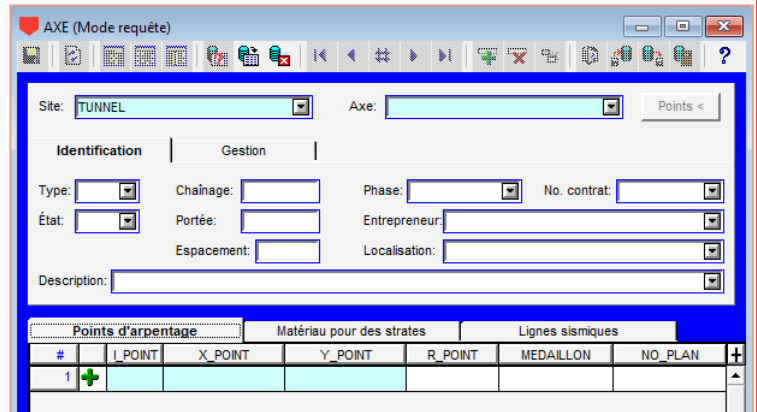 AXE (Mode requête)
?
Site: TUNNEL Axe: Points <
Identification Gestion
Type: Chaînage: Phase: No. contrat:
État: Portée: Entrepreneur:
Espacement: Localisation:
Description:
Points d'arpentage Matériau pour des strates Lignes sismiques
# I_POINT X_POINT Y_POINT R_POINT MEDAILLON NO_PLAN +
1